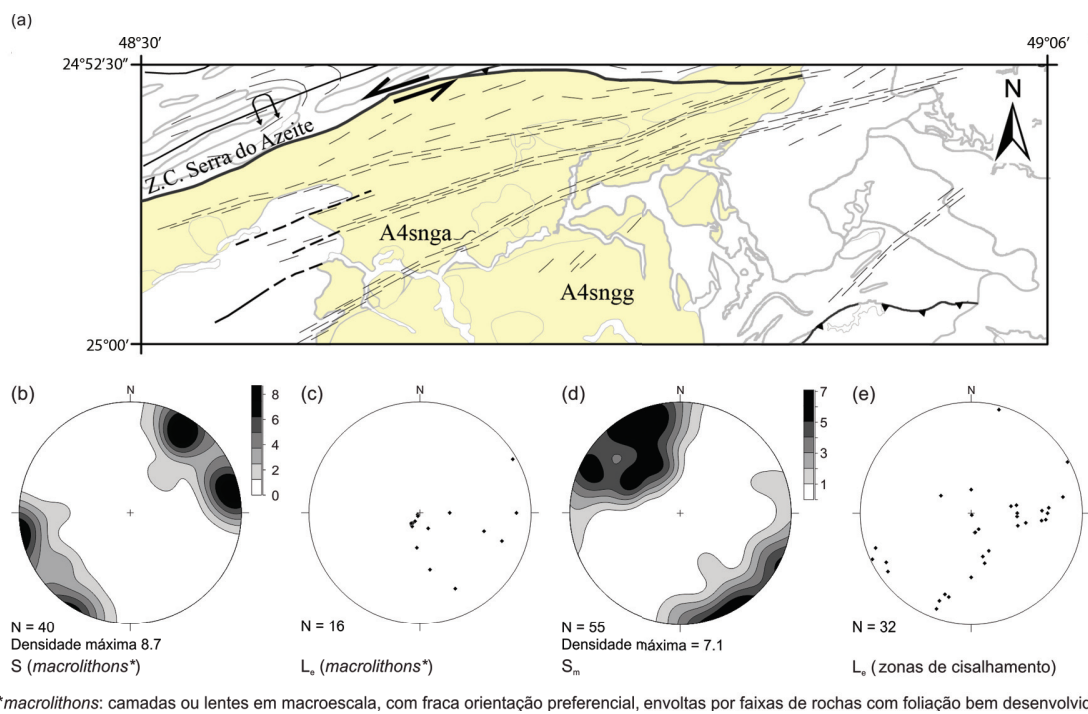 (a)
48°30′ 49°06′
24°52′30″
N
Z.C. Serra do Azeite
A4snga
A4sngg
25°00′
(b) (c) (d) (e)
N N N N
8
6
4
2
0
7
5
3
1
N = 40
Densidade máxima 8.7
S (macrolithons*)
N = 16
Lₑ (macrolithons*)
N = 55
Densidade máxima = 7.1
Sₘ
N = 32
Lₑ (zonas de cisalhamento)
*macrolithons: camadas ou lentes em macroescala, com fraca orientação preferencial, envoltas por faixas de rochas com foliação bem desenvolvid